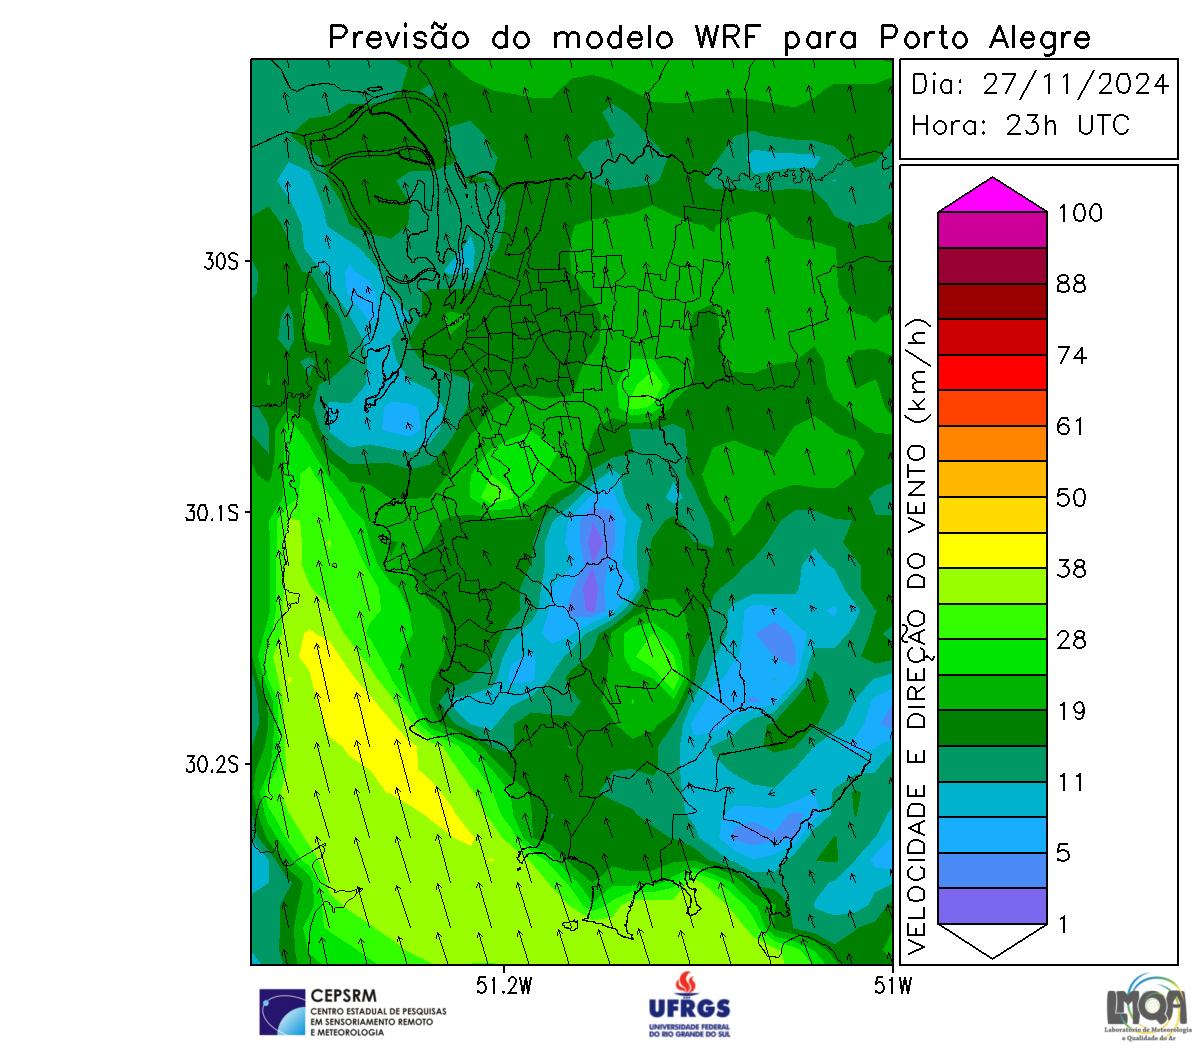 Previsão do modelo WRF para Porto Alegre
Dia: 27/11/2024
Hora: 23h UTC
100
88
74
61
50
38
28
19
11
5
1
VELOCIDADE E DIREÇÃO DO VENTO (km/h)
30S
30.1S
30.2S
51.2W
51W
CEPSRM
CENTRO ESTADUAL DE PESQUISAS
EM SENSORIAMENTO REMOTO
E METEOROLOGIA
UFRGS
UNIVERSIDADE FEDERAL
DO RIO GRANDE DO SUL
LMQA
Laboratório de Meteorologia
e Qualidade do Ar